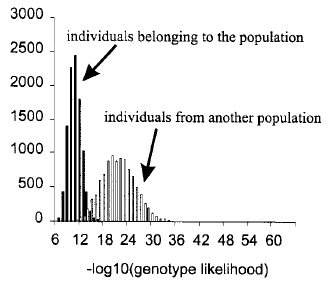 3000
individuals belonging to the population
2500
2000
1500
individuals from another population
1000
500
0
6 12 18 24 30 36 42 48 54 60
-log10(genotype likelihood)